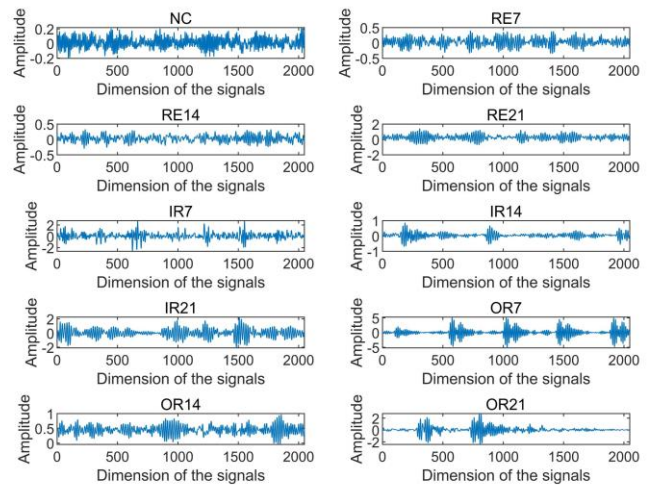 NC
Amplitude
0.2
0
-0.2
0 500 1000 1500 2000
Dimension of the signals
RE7
Amplitude
0.5
0
-0.5
0 500 1000 1500 2000
Dimension of the signals
RE14
Amplitude
0.5
0
-0.5
0 500 1000 1500 2000
Dimension of the signals
RE21
Amplitude
2
0
-2
0 500 1000 1500 2000
Dimension of the signals
IR7
Amplitude
2
0
-2
0 500 1000 1500 2000
Dimension of the signals
IR14
Amplitude
1
0
-1
0 500 1000 1500 2000
Dimension of the signals
IR21
Amplitude
2
0
-2
0 500 1000 1500 2000
Dimension of the signals
OR7
Amplitude
5
0
-5
0 500 1000 1500 2000
Dimension of the signals
OR14
Amplitude
1
0.5
0
0 500 1000 1500 2000
Dimension of the signals
OR21
Amplitude
2
0
-2
0 500 1000 1500 2000
Dimension of the signals